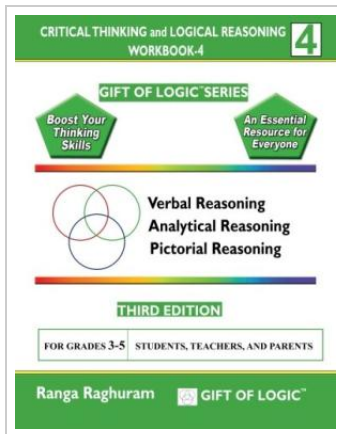 CRITICAL THINKING and LOGICAL REASONING
WORKBOOK-4
4
GIFT OF LOGIC™ SERIES
Boost Your
Thinking
Skills
An Essential
Resource for
Everyone
Verbal Reasoning
Analytical Reasoning
Pictorial Reasoning
THIRD EDITION
FOR GRADES 3-5 STUDENTS, TEACHERS, AND PARENTS
Ranga Raghuram GIFT OF LOGIC™